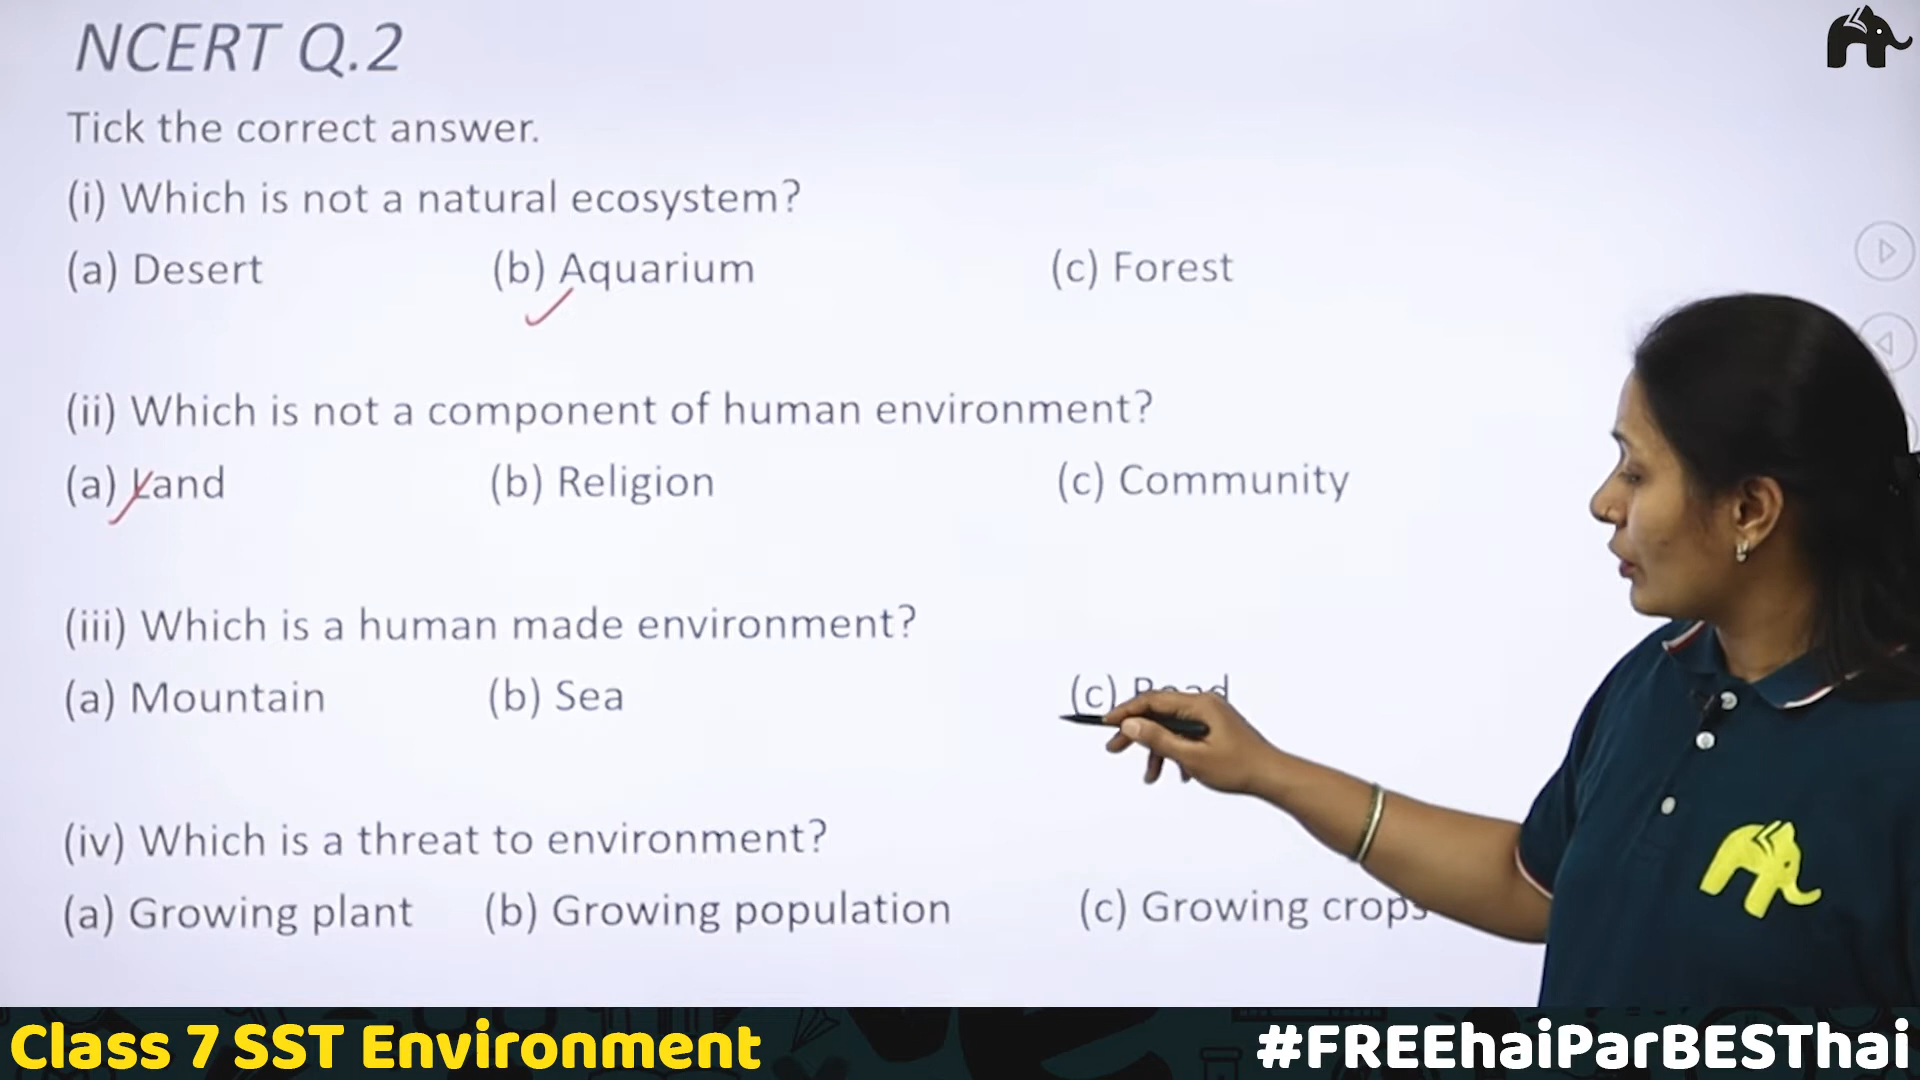 NCERT Q.2
Tick the correct answer.
(i) Which is not a natural ecosystem?
(a) Desert (b) Aquarium (c) Forest
(ii) Which is not a component of human environment?
(a) Land (b) Religion (c) Community
(iii) Which is a human made environment?
(a) Mountain (b) Sea (c) Road
(iv) Which is a threat to environment?
(a) Growing plant (b) Growing population (c) Growing crops
Class 7 SST Environment #FREEhaiParBESThai